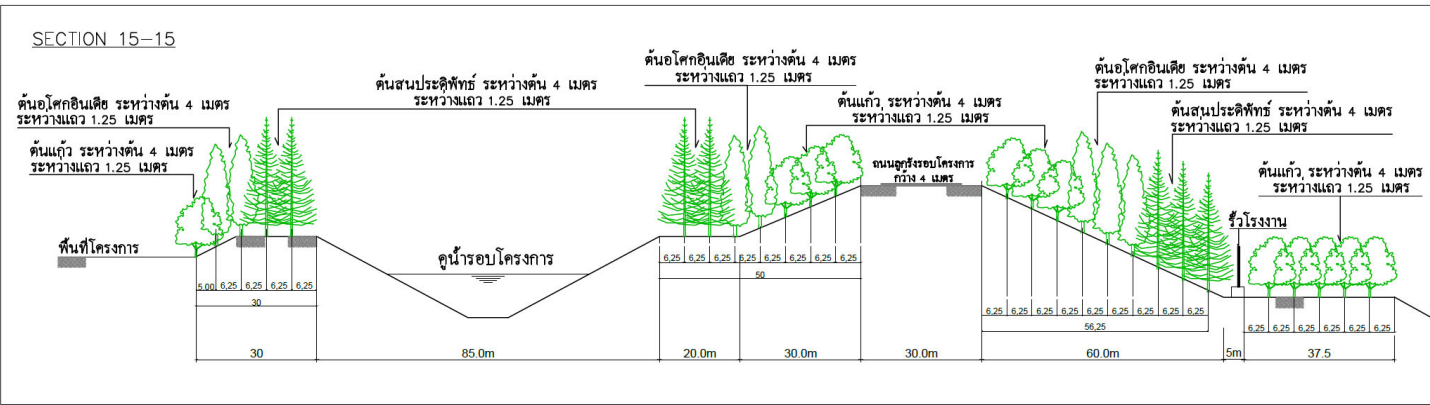 SECTION 15-15
ต้นอโศกอินเดีย ระหว่างต้น 4 เมตร
ระหว่างแถว 1.25 เมตร
ต้นแก้ว ระหว่างต้น 4 เมตร
ระหว่างแถว 1.25 เมตร
ต้นสนประดิพัทธ์ ระหว่างต้น 4 เมตร
ระหว่างแถว 1.25 เมตร
ต้นอโศกอินเดีย ระหว่างต้น 4 เมตร
ระหว่างแถว 1.25 เมตร
ต้นแก้ว ระหว่างต้น 4 เมตร
ระหว่างแถว 1.25 เมตร
ต้นอโศกอินเดีย ระหว่างต้น 4 เมตร
ระหว่างแถว 1.25 เมตร
ต้นสนประดิพัทธ์ ระหว่างต้น 4 เมตร
ระหว่างแถว 1.25 เมตร
ต้นแก้ว ระหว่างต้น 4 เมตร
ระหว่างแถว 1.25 เมตร
ถนนลูกรังรอบโครงการ
กว้าง 4 เมตร
รั้วโรงงาน
พื้นที่โครงการ
คูน้ำรอบโครงการ
5.00 6,25 6,25 6,25 6,25
30
6,25 6,25 6,25 6,25 6,25 6,25 6,25 6,25
50
6,25 6,25 6,25 6,25 6,25 6,25 6,25 6,25 6,25
56,25
6,25 6,25 6,25 6,25 6,25 6,25
30 85.0m 20.0m 30.0m 30.0m 60.0m 5m 37.5